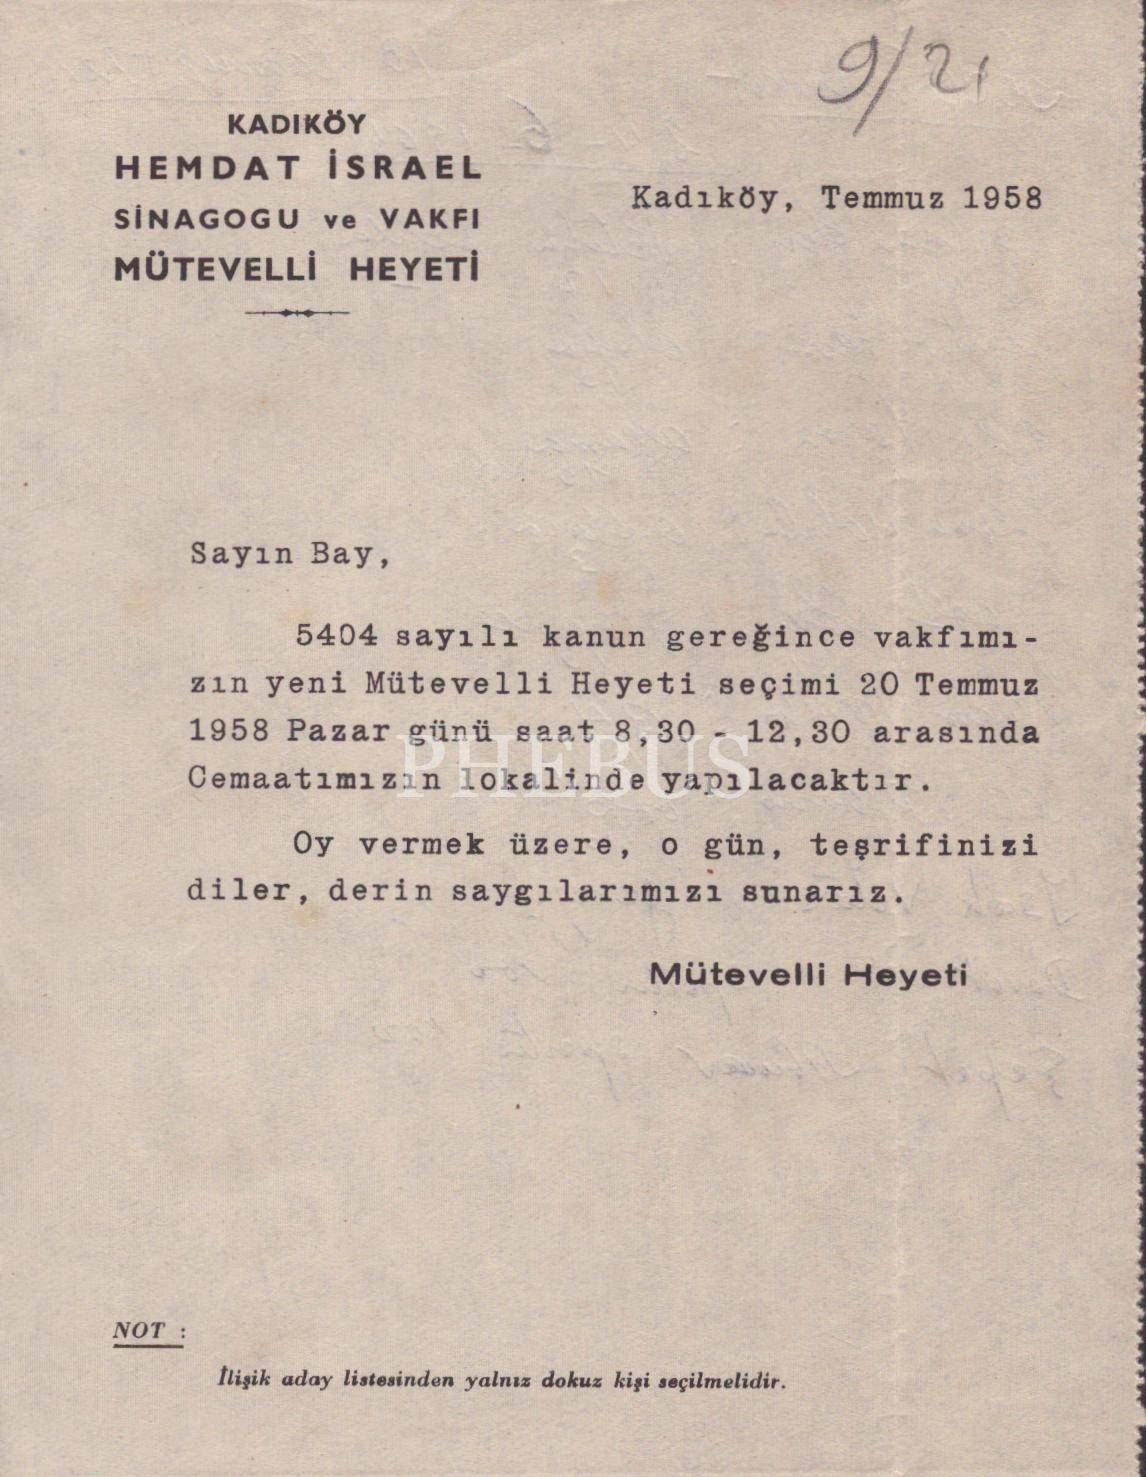 9/21
KADIKÖY
HEMDAT İSRAEL
SİNAGOGU ve VAKFI
MÜTEVELLİ HEYETİ
Kadıköy, Temmuz 1958
Sayın Bay,
5404 sayılı kanun gereğince vakfımı-
zın yeni Mütevelli Heyeti seçimi 20 Temmuz
1958 Pazar günü saat 8,30 - 12,30 arasında
Cemaatımızın lokalinde yapılacaktır.
PHEBUS
Oy vermek üzere, o gün, teşrifinizi
diler, derin saygılarımızı sunarız.
Mütevelli Heyeti
NOT :
İlişik aday listesinden yalnız dokuz kişi seçilmelidir.